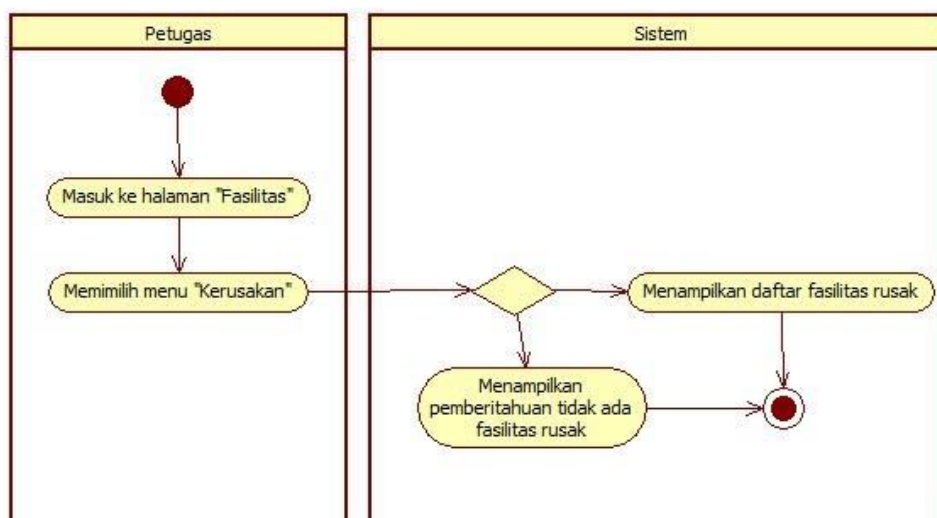 Petugas
Sistem
Masuk ke halaman "Fasilitas"
Memimilih menu "Kerusakan"
Menampilkan daftar fasilitas rusak
Menampilkan
pemberitahuan tidak ada
fasilitas rusak